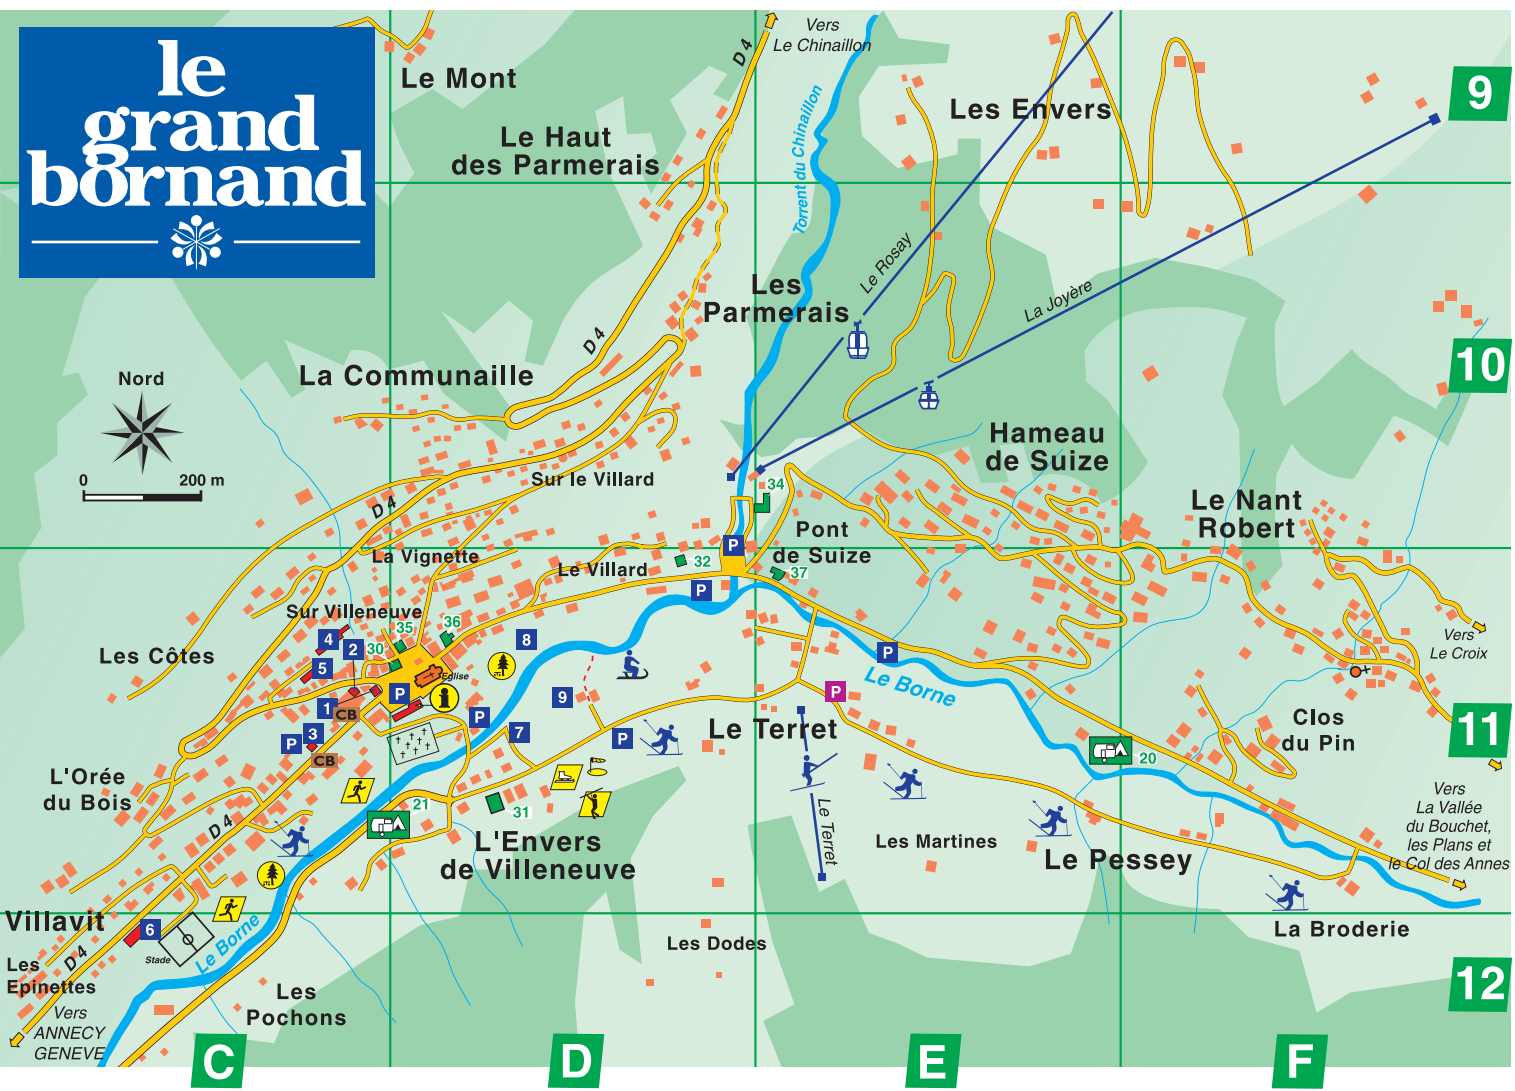 le
grand
bornand
Le Mont
D 4
Vers
Le Chinaillon
Torrent du Chinaillon
Les Envers
9
Le Haut
des Parmerais
Les
Parmerais
Le Rosay
La Joyère
D 4
10
Nord
0 200 m
La Communaille
Hameau
de Suize
Sur le Villard
D 4
34
Le Nant
Robert
Pont
de Suize
P
La Vignette
Le Villard
32
37
P
Sur Villeneuve
35
36
4
2
30
8
5
Les Côtes
Eglise
P
P
Le Borne
Vers
Le Croix
9
P
1
CB
3
P
CB
P
7
P
Le Terret
Clos
du Pin
11
20
L'Orée
du Bois
21
31
Le Terret
Vers
La Vallée
du Bouchet,
les Plans et
le Col des Annes
D 4
L'Envers
de Villeneuve
Les Martines
Le Pessey
Villavit
6
Stade
Le Borne
D 4
Les Dodes
La Broderie
Les
Epinettes
Les
Pochons
12
Vers
ANNECY
GENEVE
C
D
E
F